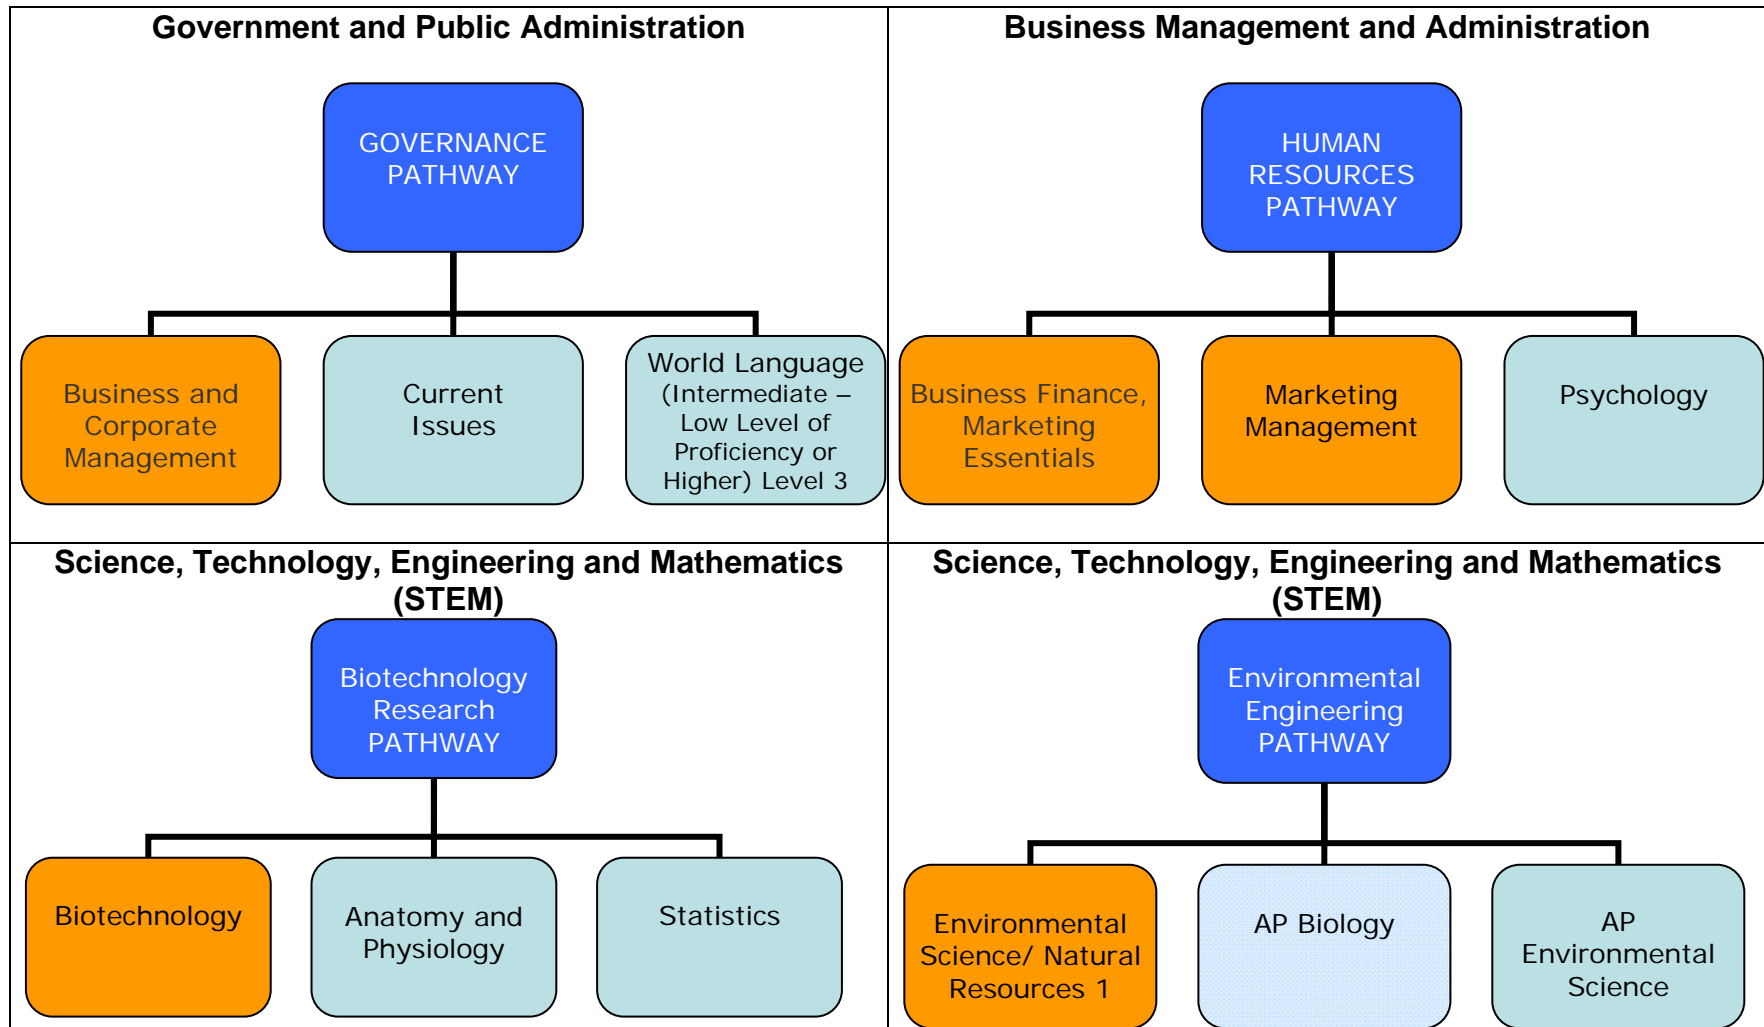 Government and Public Administration
GOVERNANCE
PATHWAY
Business and
Corporate
Management
Current
Issues
World Language
(Intermediate –
Low Level of
Proficiency or
Higher) Level 3
Business Management and Administration
HUMAN
RESOURCES
PATHWAY
Business Finance,
Marketing
Essentials
Marketing
Management
Psychology
Science, Technology, Engineering and Mathematics
(STEM)
Biotechnology
Research
PATHWAY
Biotechnology
Anatomy and
Physiology
Statistics
Science, Technology, Engineering and Mathematics
(STEM)
Environmental
Engineering
PATHWAY
Environmental
Science/ Natural
Resources 1
AP Biology
AP
Environmental
Science